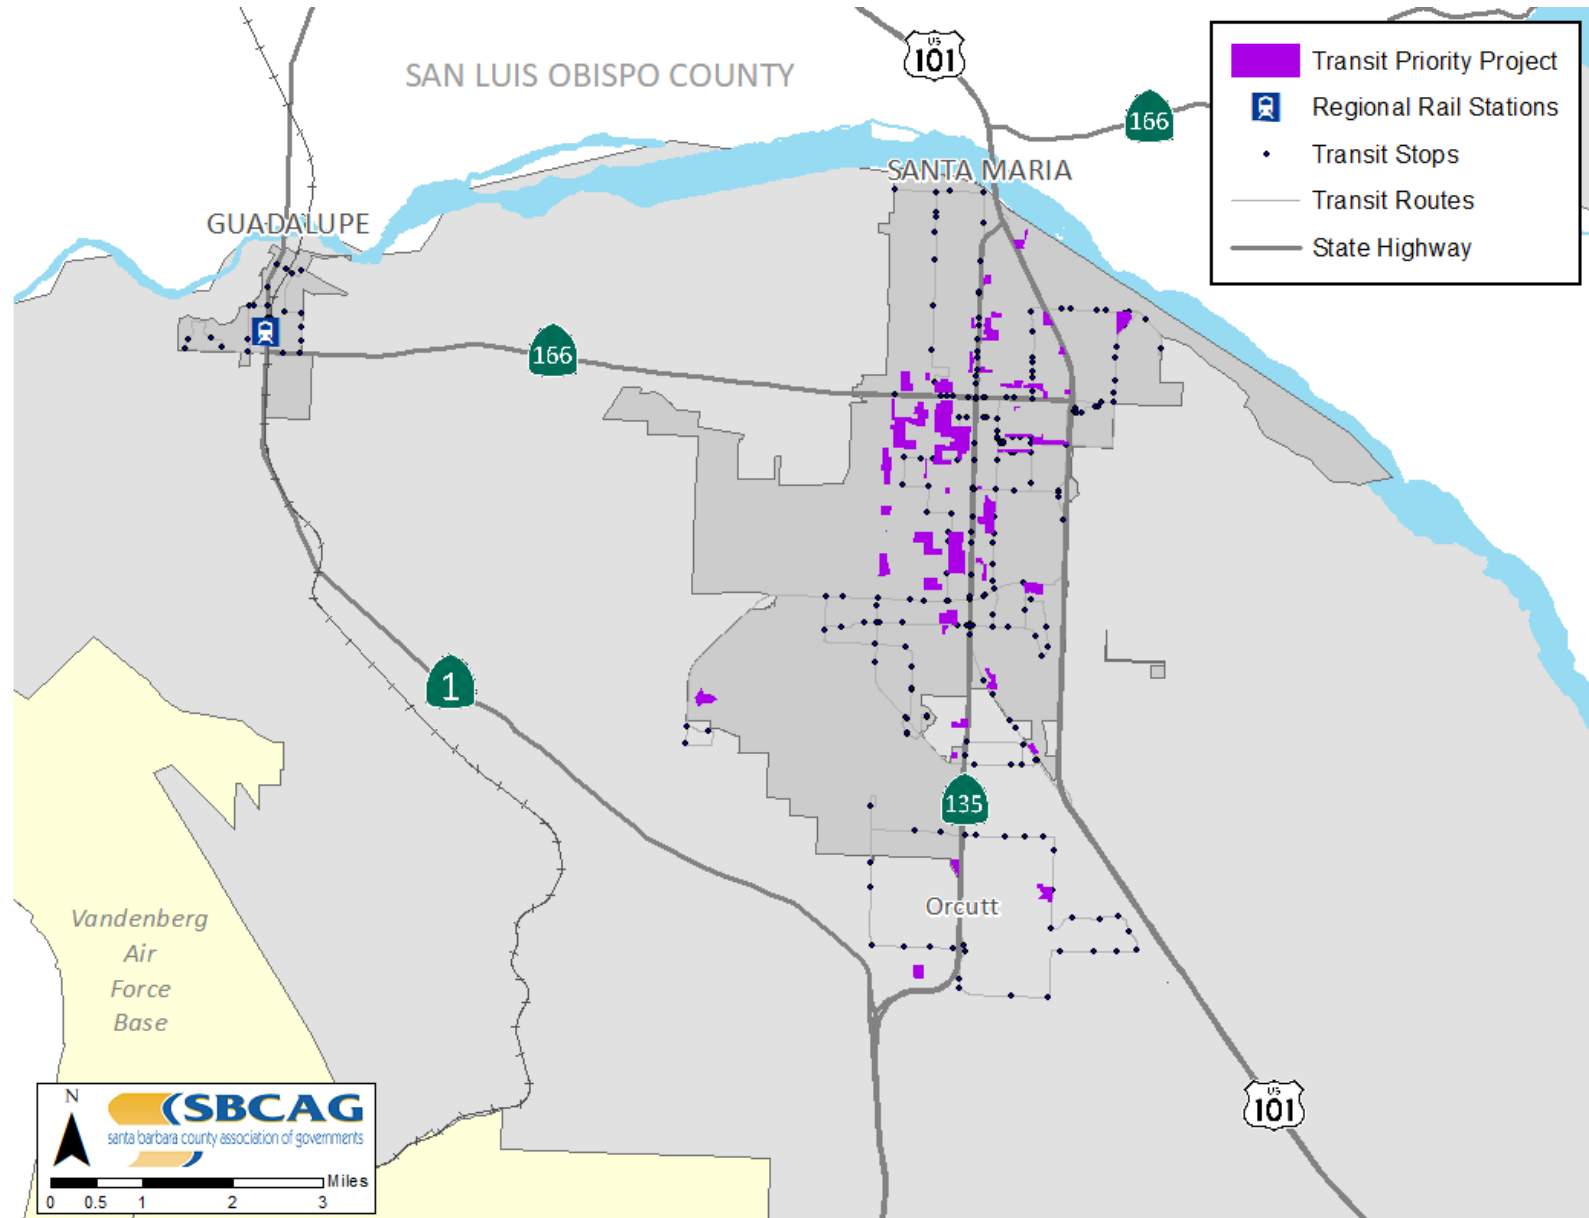 US
101
SAN LUIS OBISPO COUNTY
166
Transit Priority Project
Regional Rail Stations
Transit Stops
Transit Routes
State Highway
SANTA MARIA
GUADALUPE
166
1
135
Orcutt
Vandenberg
Air
Force
Base
US
101
N
SBCAG
santa barbara county association of governments
Miles
0 0.5 1 2 3